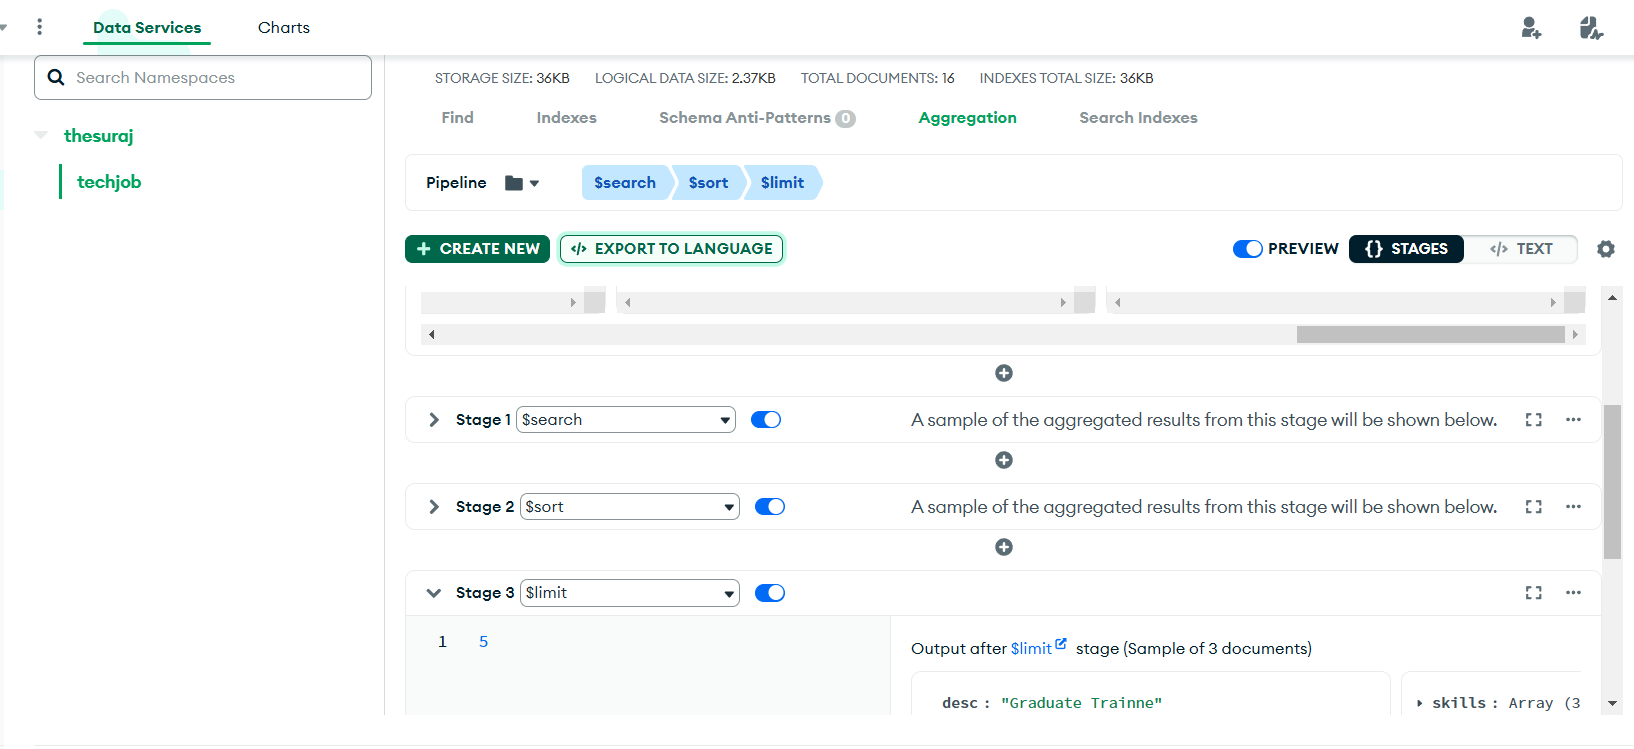 Data Services Charts
Search Namespaces
thesuraj
techjob
STORAGE SIZE: 36KB LOGICAL DATA SIZE: 2.37KB TOTAL DOCUMENTS: 16 INDEXES TOTAL SIZE: 36KB
Find Indexes Schema Anti-Patterns 0 Aggregation Search Indexes
Pipeline $search $sort $limit
+ CREATE NEW </> EXPORT TO LANGUAGE PREVIEW {} STAGES </> TEXT
Stage 1 $search A sample of the aggregated results from this stage will be shown below.
Stage 2 $sort A sample of the aggregated results from this stage will be shown below.
Stage 3 $limit
1 5
Output after $limit stage (Sample of 3 documents)
desc : "Graduate Trainne"
skills : Array (3